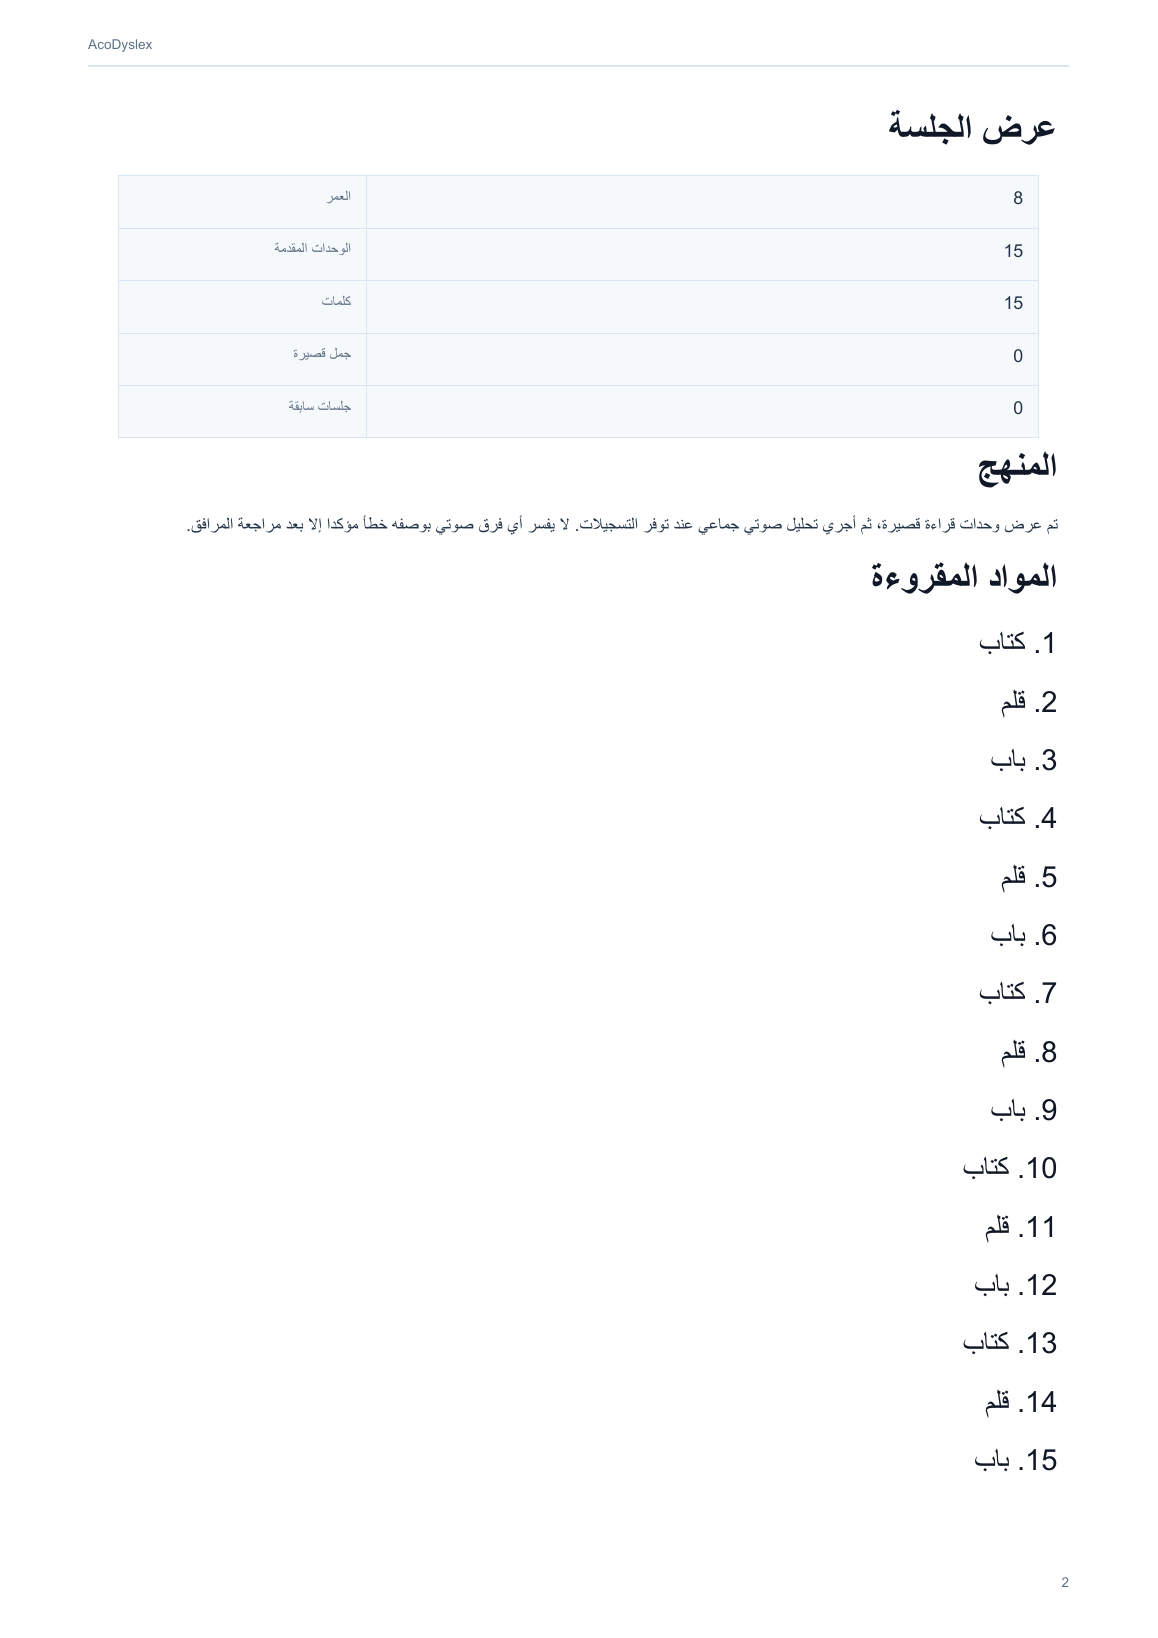 AcoDyslex
عرض الجلسة
العمر 8
الوحدات المقدمة 15
كلمات 15
جمل قصيرة 0
جلسات سابقة 0
المنهج
تم عرض وحدات قراءة قصيرة، ثم أجري تحليل صوتي جماعي عند توفر التسجيلات. لا يفسر أي فرق صوتي بوصفه خطأ مؤكدا إلا بعد مراجعة المرافق.
المواد المقروءة
1. كتاب
2. قلم
3. باب
4. كتاب
5. قلم
6. باب
7. كتاب
8. قلم
9. باب
10. كتاب
11. قلم
12. باب
13. كتاب
14. قلم
15. باب
2